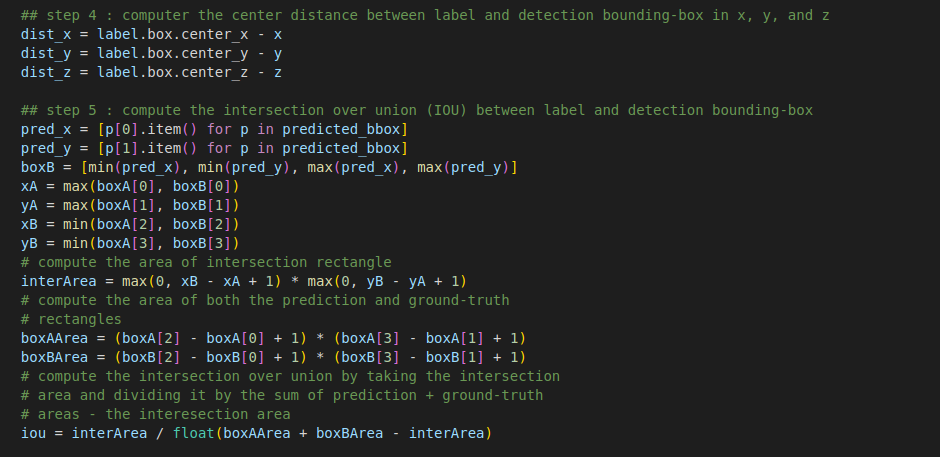 ## step 4 : computer the center distance between label and detection bounding-box in x, y, and z
dist_x = label.box.center_x - x
dist_y = label.box.center_y - y
dist_z = label.box.center_z - z
## step 5 : compute the intersection over union (IOU) between label and detection bounding-box
pred_x = [p[0].item() for p in predicted_bbox]
pred_y = [p[1].item() for p in predicted_bbox]
boxB = [min(pred_x), min(pred_y), max(pred_x), max(pred_y)]
xA = max(boxA[0], boxB[0])
yA = max(boxA[1], boxB[1])
xB = min(boxA[2], boxB[2])
yB = min(boxA[3], boxB[3])
# compute the area of intersection rectangle
interArea = max(0, xB - xA + 1) * max(0, yB - yA + 1)
# compute the area of both the prediction and ground-truth
# rectangles
boxAArea = (boxA[2] - boxA[0] + 1) * (boxA[3] - boxA[1] + 1)
boxBArea = (boxB[2] - boxB[0] + 1) * (boxB[3] - boxB[1] + 1)
# compute the intersection over union by taking the intersection
# area and dividing it by the sum of prediction + ground-truth
# areas - the interesection area
iou = interArea / float(boxAArea + boxBArea - interArea)